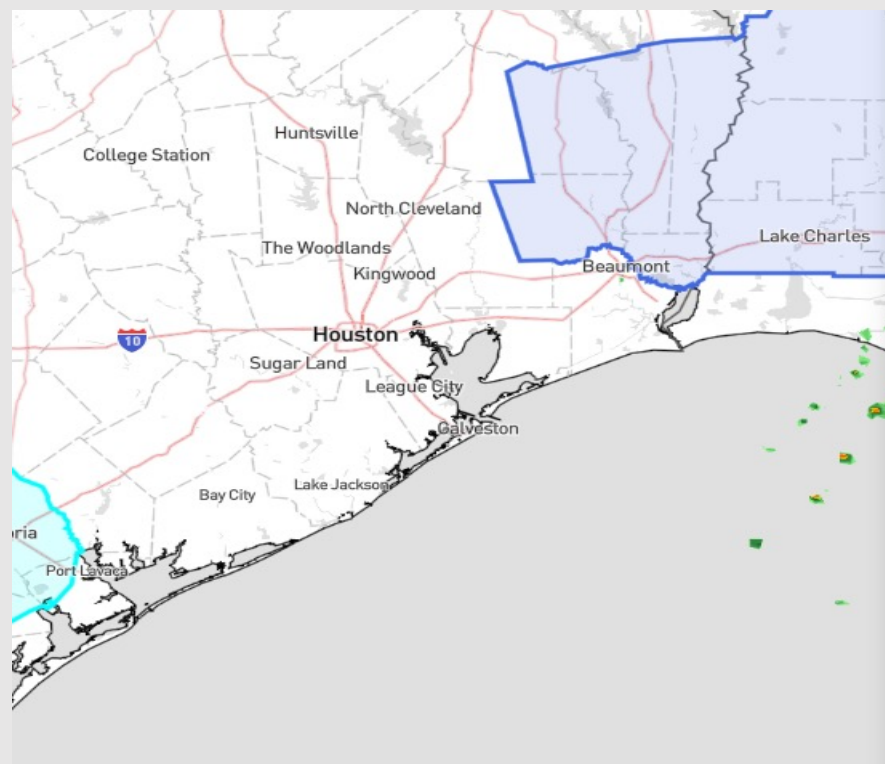 Huntsville
College Station
North Cleveland
Lake Charles
The Woodlands
Beaumont
Kingwood
Houston
10
Sugar Land
League City
Galveston
Lake Jackson
Bay City
ria
Port Lavaca